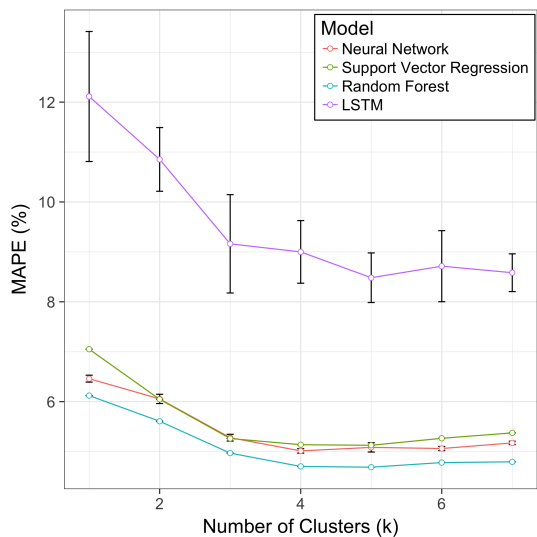 Model
Neural Network
Support Vector Regression
Random Forest
LSTM
MAPE (%)
12
10
8
6
2
4
6
Number of Clusters (k)